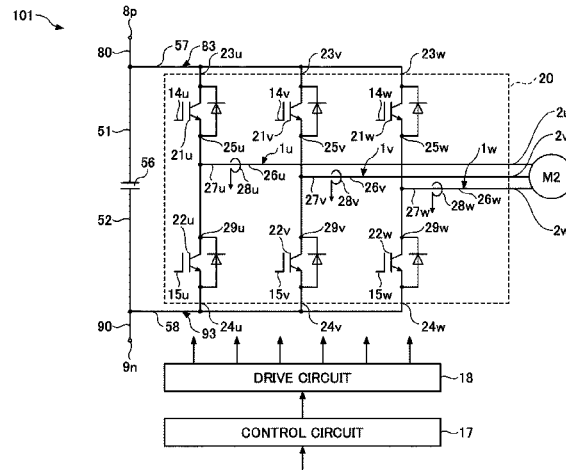 101
8p
80
57
83
23u
23v
23w
20
14u
14v
14w
51
21u
25u
21v
25v
21w
25w
1u
1v
1w
2u
2v
56
27u
26u
28u
27v
26v
28v
27w
26w
28w
M2
2w
52
22u
29u
22v
29v
22w
29w
15u
15v
15w
90
58
93
24u
24v
24w
9n
DRIVE CIRCUIT
18
CONTROL CIRCUIT
17